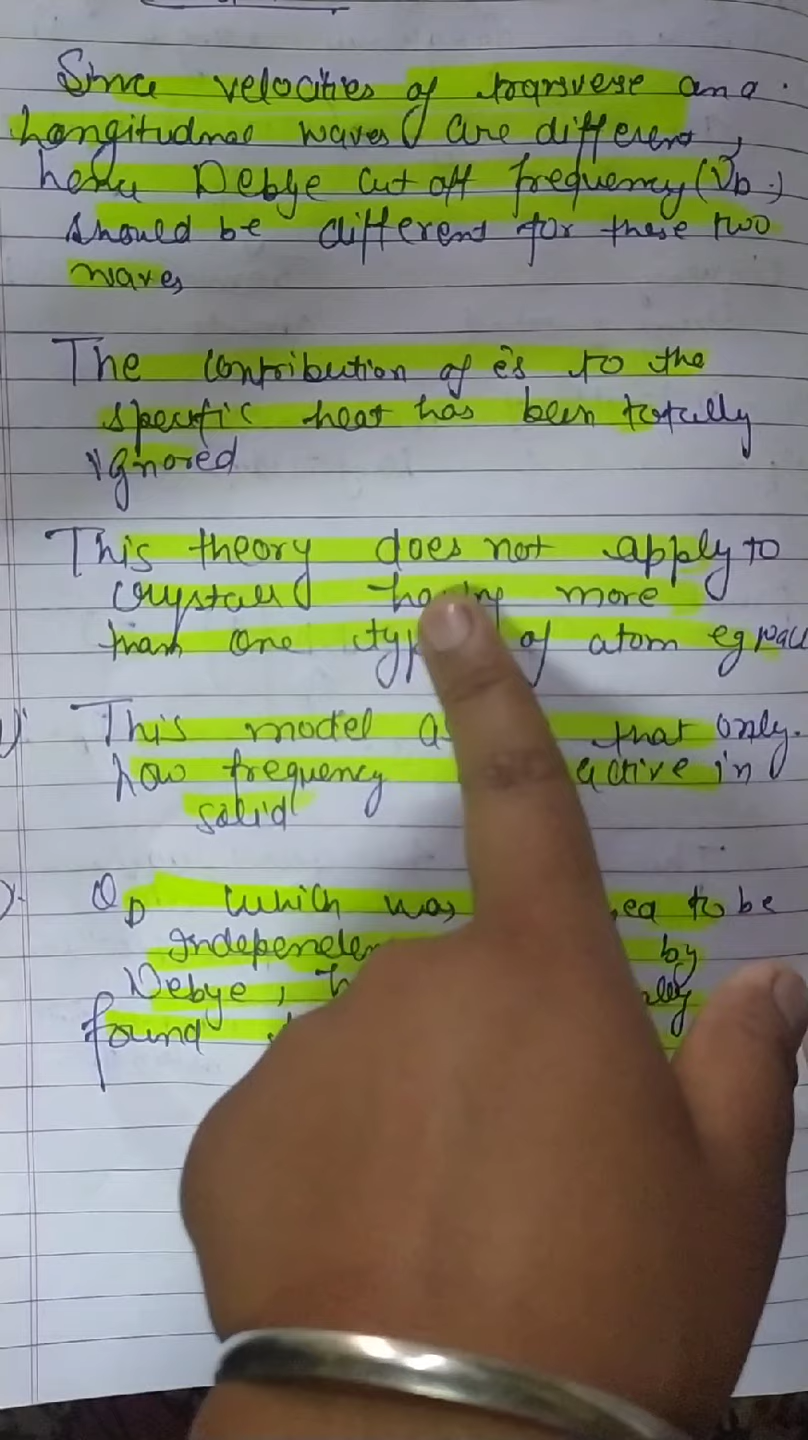 Since velocities of transverse and
Longitudinal waves are different,
hence Debye cut off frequency (νD.)
should be different for these two
waves
The contribution of e's to the
specific heat has been totally
ignored
This theory does not apply to
crystals having more
than one type of atom eg
This model that only
low frequency active in
solid
θD which was to be
Independent by
Debye,
found